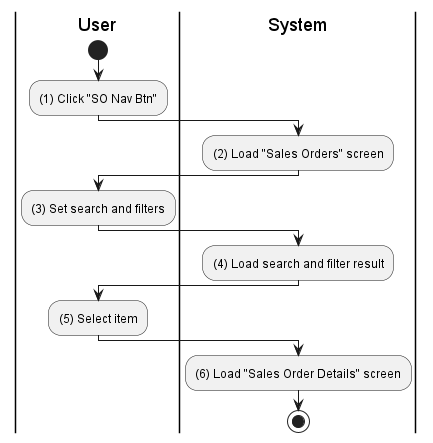 User
System
(1) Click "SO Nav Btn"
(2) Load "Sales Orders" screen
(3) Set search and filters
(4) Load search and filter result
(5) Select item
(6) Load "Sales Order Details" screen